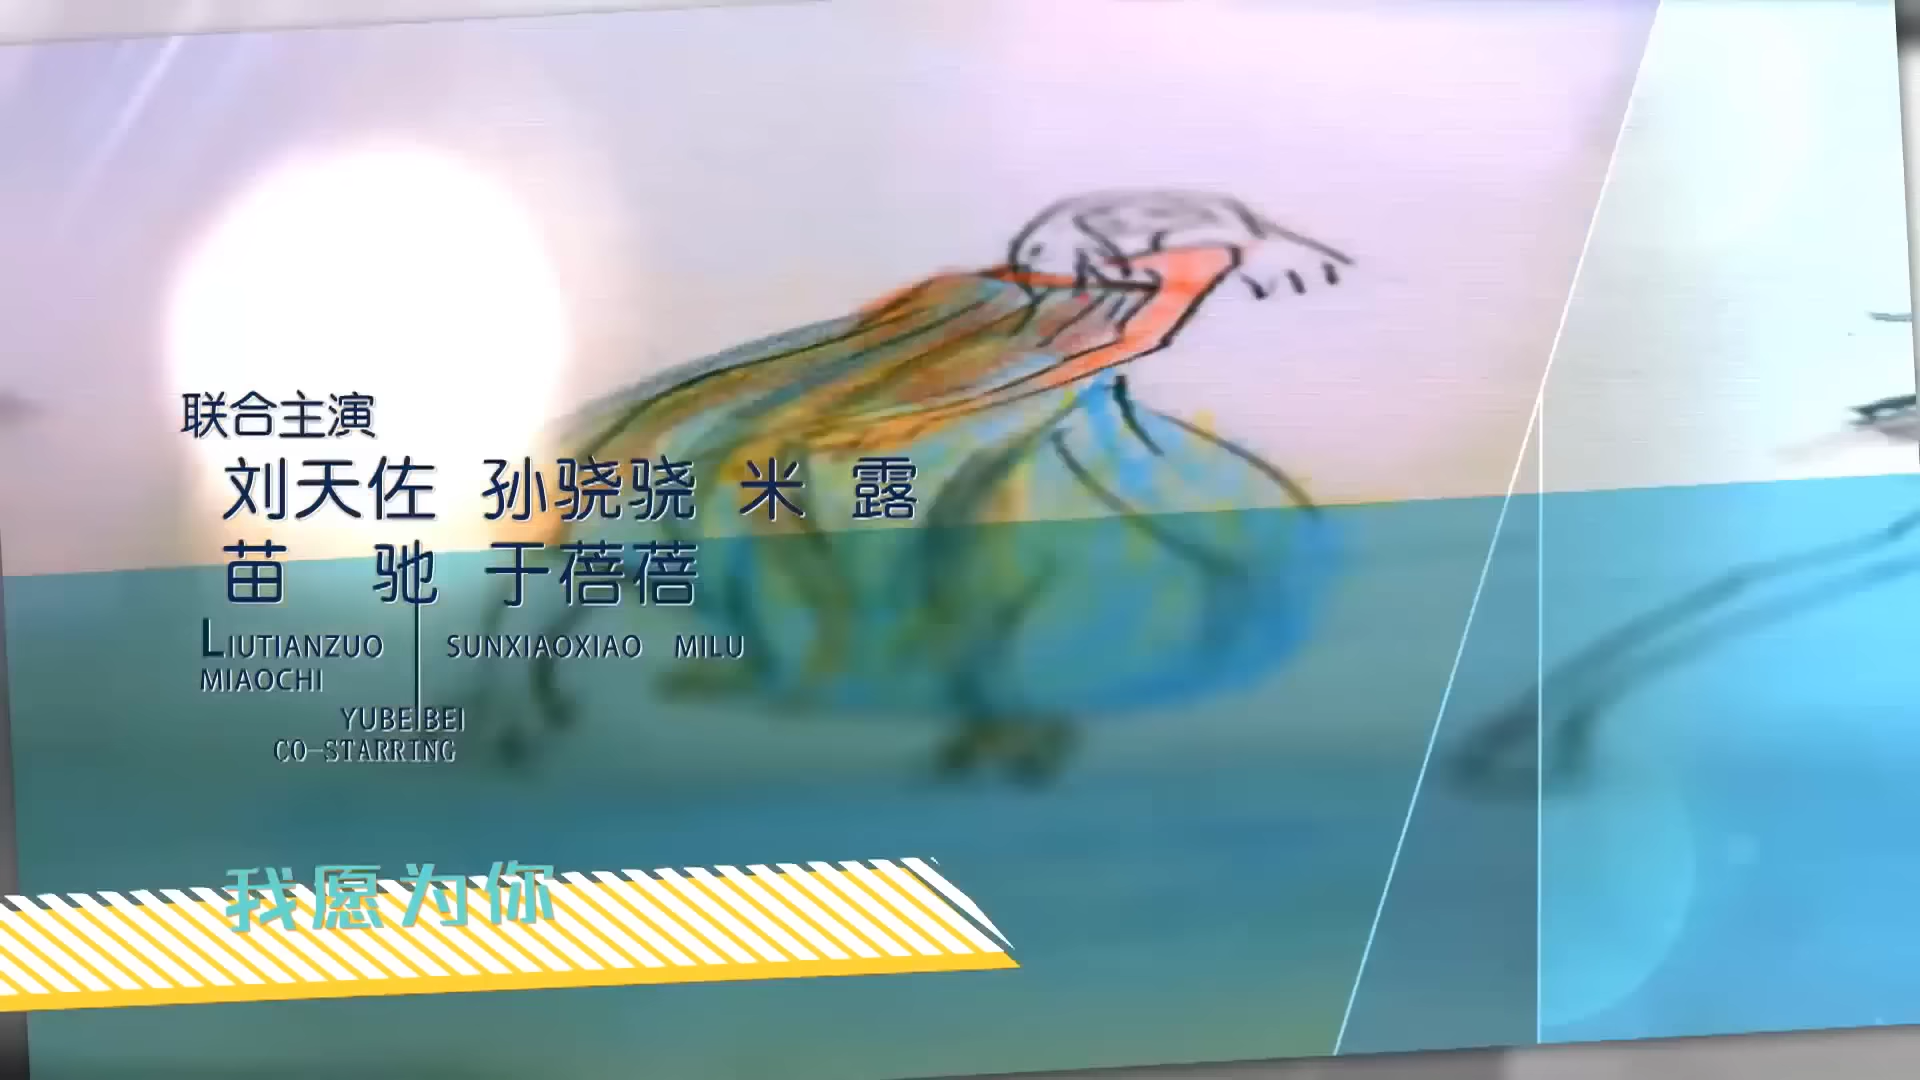 联合主演
刘天佐 孙骁骁 米 露
苗 驰 于蓓蓓
LIUTIANZUO SUNXIAOXIAO MILU
MIAOCHI
YUBEIBEI
CO-STARRING
我愿为你